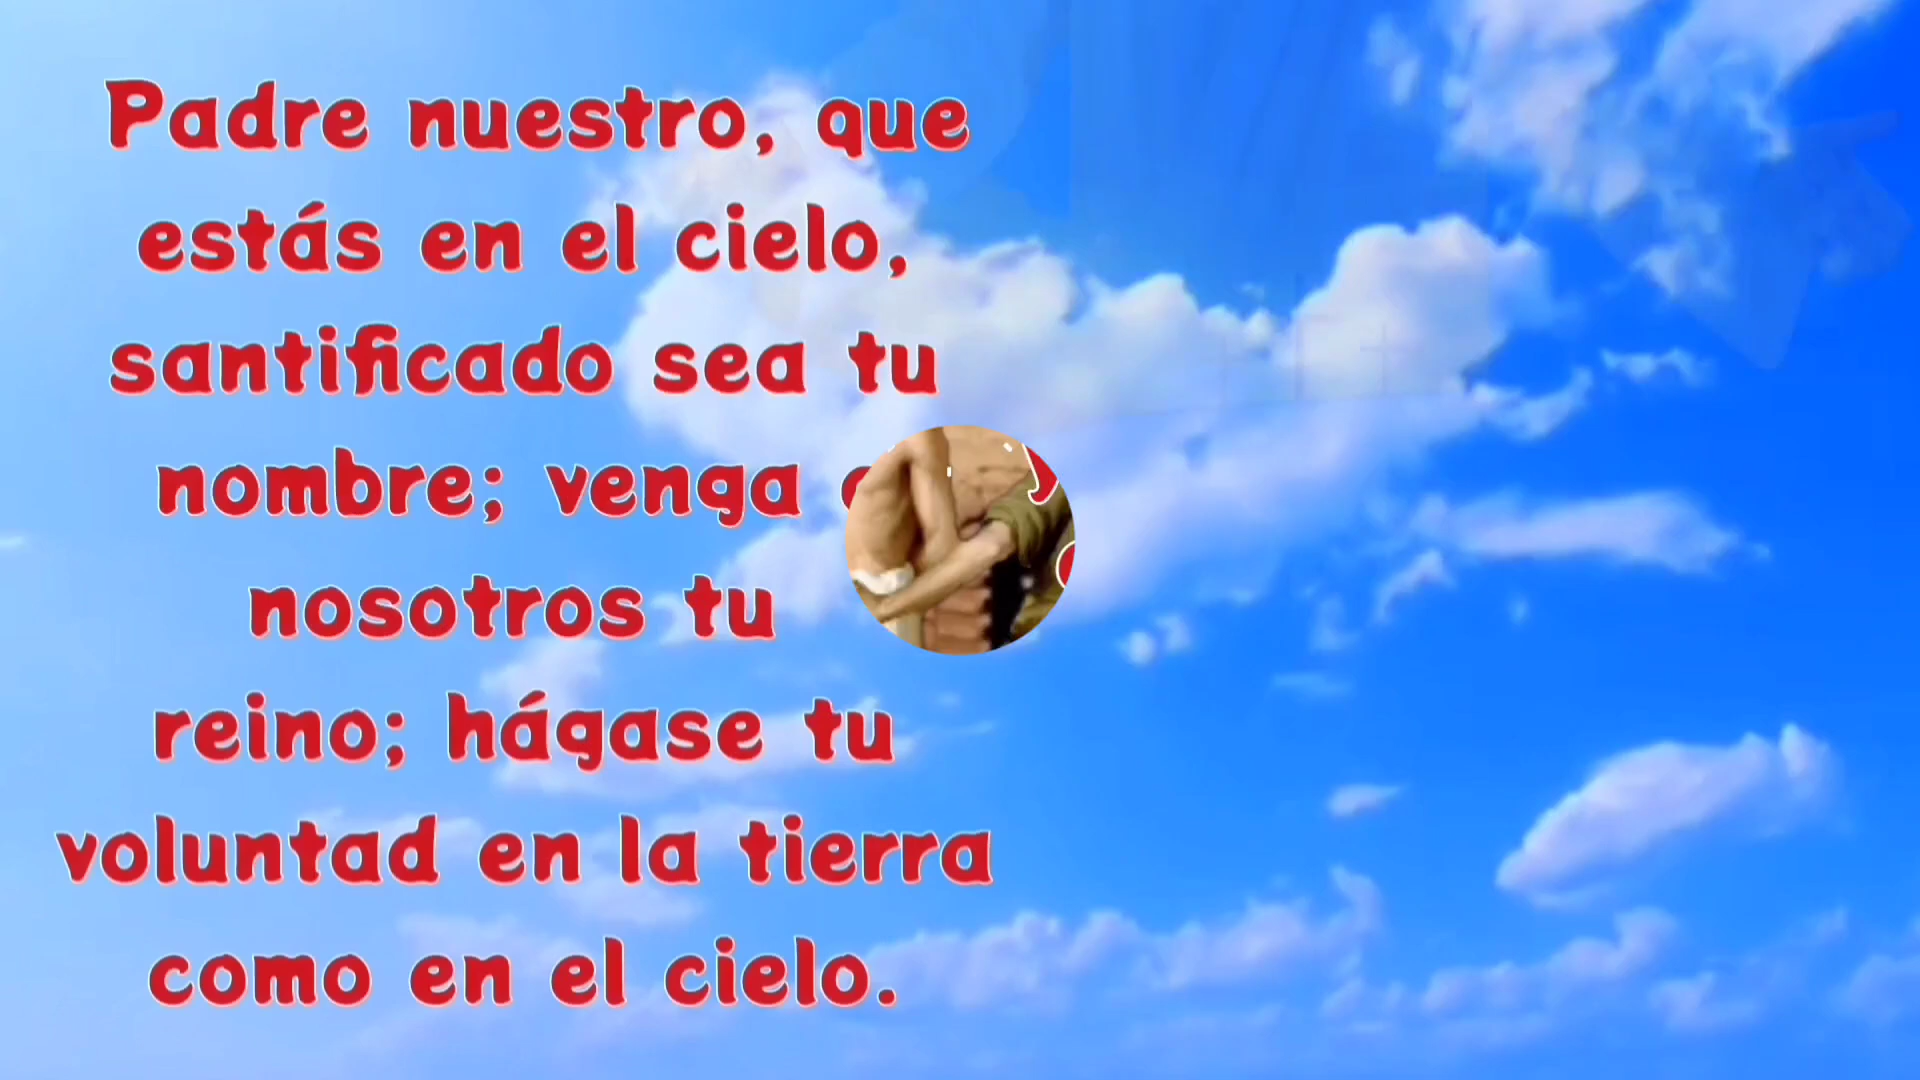 Padre nuestro, que
estás en el cielo,
santificado sea tu
nombre; venga
nosotros tu
reino; hágase tu
voluntad en la tierra
como en el cielo.